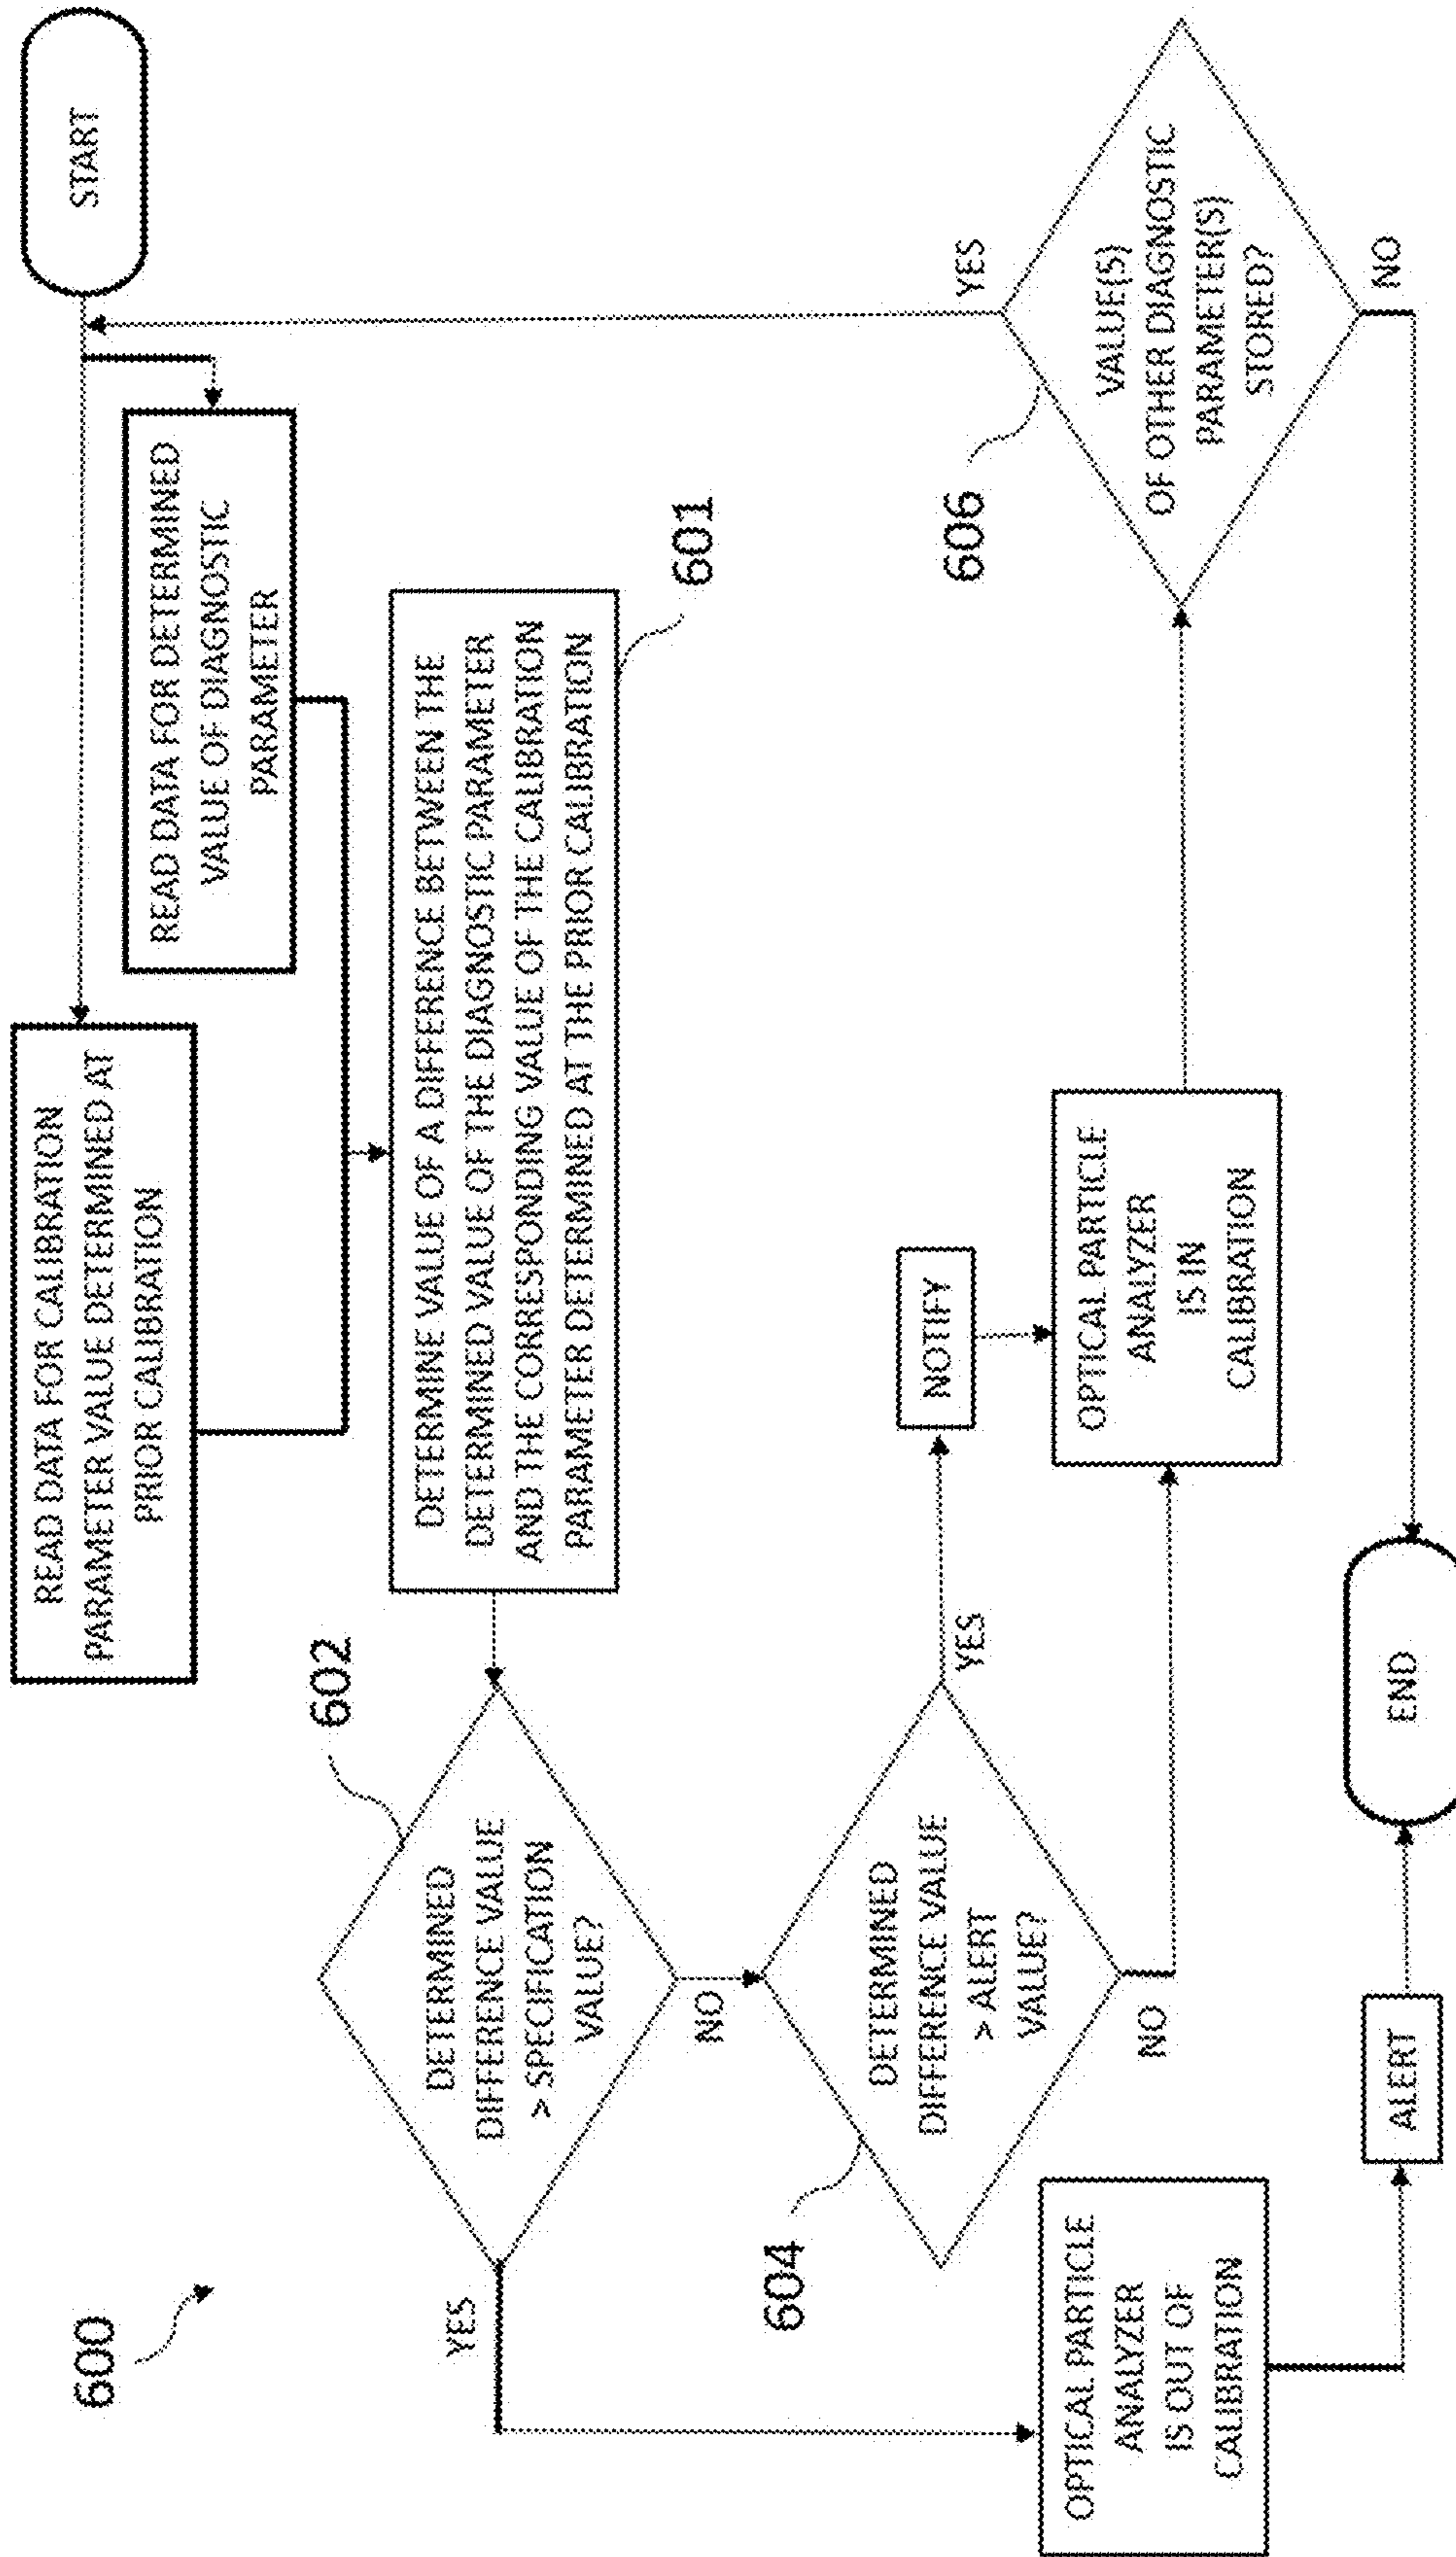 600
START
READ DATA FOR CALIBRATION
PARAMETER VALUE DETERMINED AT
PRIOR CALIBRATION
READ DATA FOR DETERMINED
VALUE OF DIAGNOSTIC
PARAMETER
DETERMINE VALUE OF A DIFFERENCE BETWEEN THE
DETERMINED VALUE OF THE DIAGNOSTIC PARAMETER
AND THE CORRESPONDING VALUE OF THE CALIBRATION
PARAMETER DETERMINED AT THE PRIOR CALIBRATION
601
602
DETERMINED
DIFFERENCE VALUE
> SPECIFICATION
VALUE?
YES
NO
604
DETERMINED
DIFFERENCE VALUE
> ALERT
VALUE?
YES
NO
NOTIFY
OPTICAL PARTICLE
ANALYZER
IS IN
CALIBRATION
606
VALUE(S)
OF OTHER DIAGNOSTIC
PARAMETER(S)
STORED?
YES
NO
OPTICAL PARTICLE
ANALYZER
IS OUT OF
CALIBRATION
ALERT
END